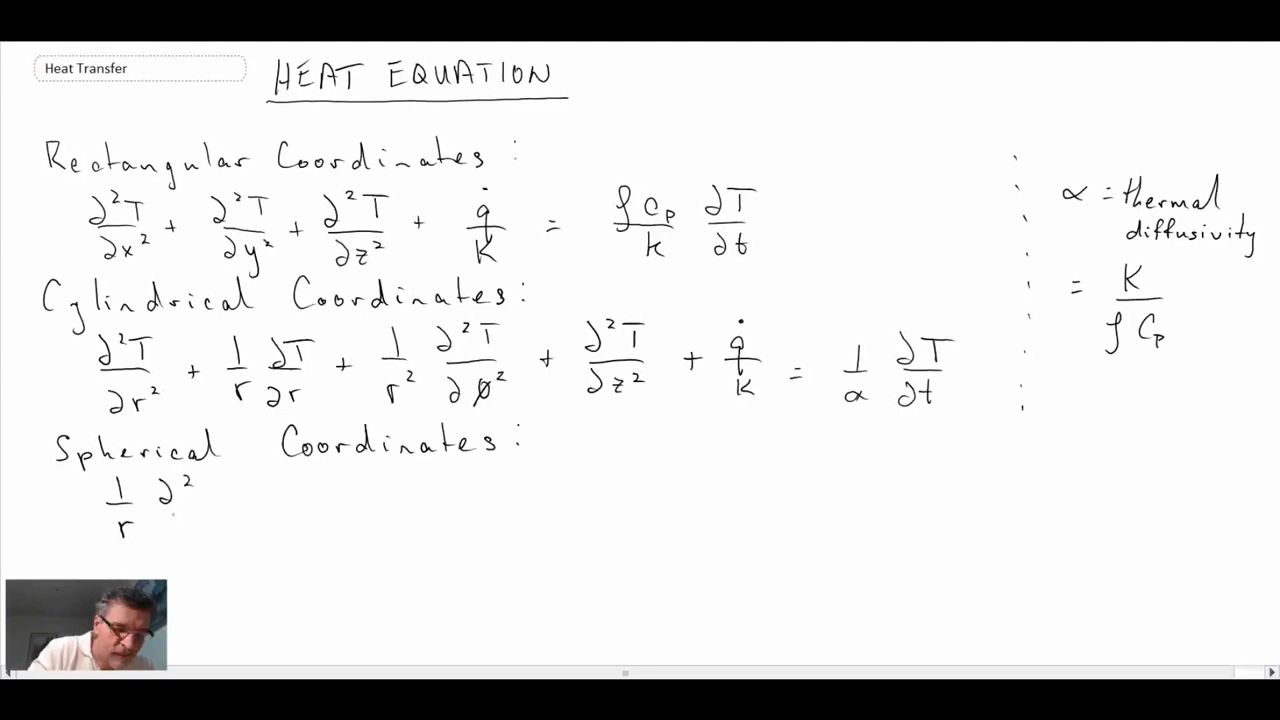 Heat Transfer
HEAT EQUATION
Rectangular Coordinates :
∂²T/∂x² + ∂²T/∂y² + ∂²T/∂z² + q̇/k = ρCp/k ∂T/∂t
Cylindrical Coordinates :
∂²T/∂r² + 1/r ∂T/∂r + 1/r² ∂²T/∂ø² + ∂²T/∂z² + q̇/k = 1/α ∂T/∂t
Spherical Coordinates :
1/r ∂²
α = thermal
diffusivity
= K/ρCp